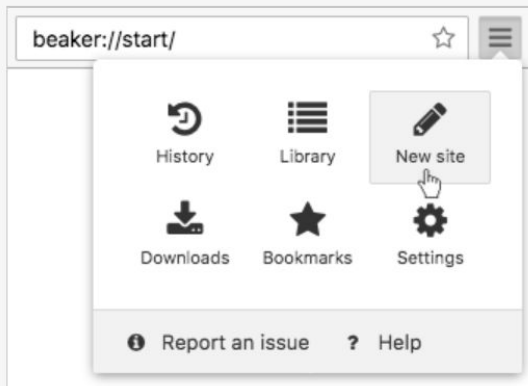 beaker://start/
History Library New site
Downloads Bookmarks Settings
Report an issue ? Help